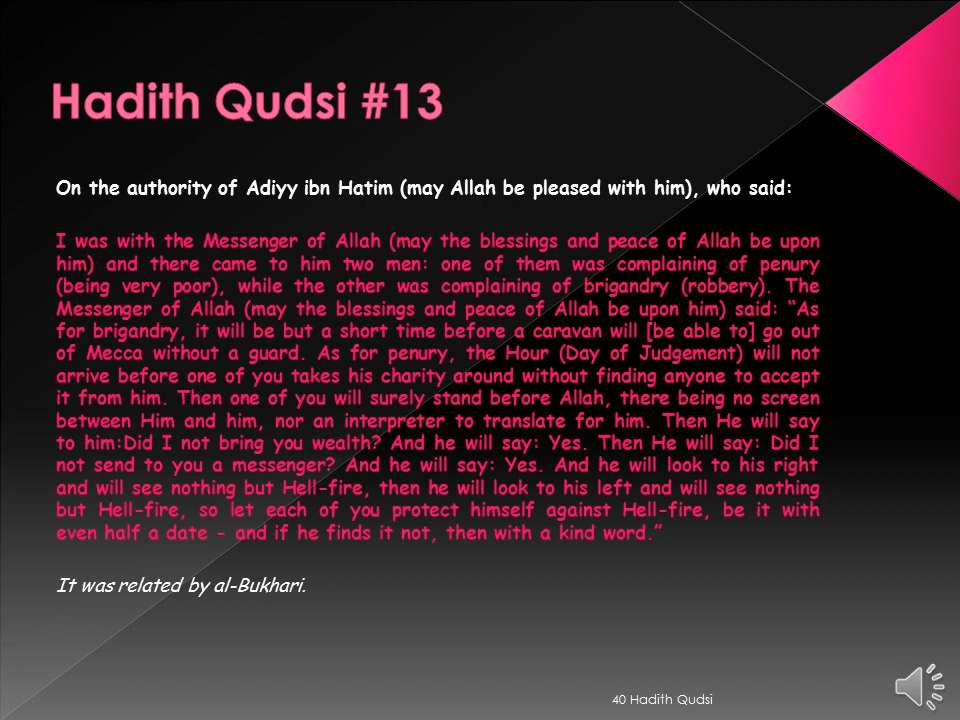 Hadith Qudsi #13
On the authority of Adiyy ibn Hatim (may Allah be pleased with him), who said:
I was with the Messenger of Allah (may the blessings and peace of Allah be upon
him) and there came to him two men: one of them was complaining of penury
(being very poor), while the other was complaining of brigandry (robbery). The
Messenger of Allah (may the blessings and peace of Allah be upon him) said: “As
for brigandry, it will be but a short time before a caravan will [be able to] go out
of Mecca without a guard. As for penury, the Hour (Day of Judgement) will not
arrive before one of you takes his charity around without finding anyone to accept
it from him. Then one of you will surely stand before Allah, there being no screen
between Him and him, nor an interpreter to translate for him. Then He will say
to him:Did I not bring you wealth? And he will say: Yes. Then He will say: Did I
not send to you a messenger? And he will say: Yes. And he will look to his right
and will see nothing but Hell-fire, then he will look to his left and will see nothing
but Hell-fire, so let each of you protect himself against Hell-fire, be it with
even half a date - and if he finds it not, then with a kind word.”
It was related by al-Bukhari.
40 Hadith Qudsi